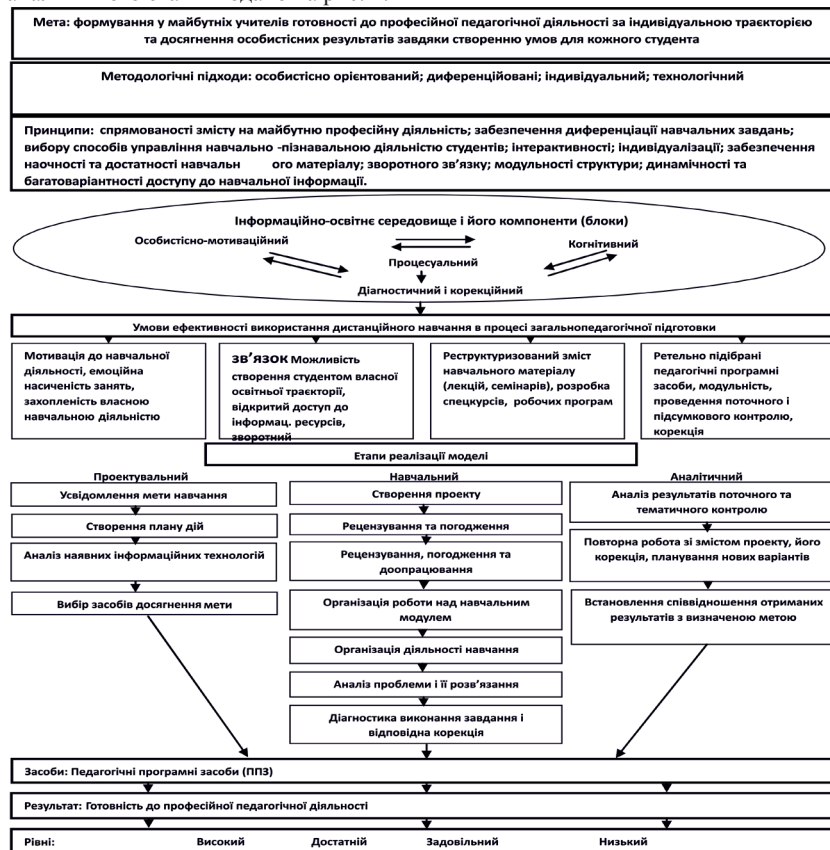 Мета: формування у майбутніх учителів готовності до професійної педагогічної діяльності за індивідуальною траєкторією
та досягнення особистісних результатів завдяки створенню умов для кожного студента
Методологічні підходи: особистісно орієнтований; диференційовані; індивідуальний; технологічний
Принципи: спрямованості змісту на майбутню професійну діяльність; забезпечення диференціації навчальних завдань;
вибору способів управління навчально -пізнавальною діяльністю студентів; інтерактивності; індивідуалізації; забезпечення
наочності та достатності навчальн ого матеріалу; зворотного зв’язку; модульності структури; динамічності та
багатоваріантності доступу до навчальної інформації.
Інформаційно-освітнє середовище і його компоненти (блоки)
Особистісно-мотиваційний
Когнітивний
Процесуальний
Діагностичний і корекційний
Умови ефективності використання дистанційного навчання в процесі загальнопедагогічної підготовки
Мотивація до навчальної
діяльності, емоційна
насиченість занять,
захопленість власною
навчальною діяльністю
ЗВ’ЯЗОК Можливість
створення студентом власної
освітньої траєкторії,
відкритий доступ до
інформац. ресурсів,
зворотний
Реструктуризований зміст
навчального матеріалу
(лекцій, семінарів), розробка
спецкурсів, робочих програм
Ретельно підібрані
педагогічні програмні
засоби, модульність,
проведення поточного і
підсумкового контролю,
корекція
Етапи реалізації моделі
Проектувальний
Усвідомлення мети навчання
Створення плану дій
Аналіз наявних інформаційних технологій
Вибір засобів досягнення мети
Навчальний
Створення проекту
Рецензування та погодження
Рецензування, погодження та
доопрацювання
Організація роботи над навчальним
модулем
Організація діяльності навчання
Аналіз проблеми і її розв’язання
Діагностика виконання завдання і
відповідна корекція
Аналітичний
Аналіз результатів поточного та
тематичного контролю
Повторна робота зі змістом проекту, його
корекція, планування нових варіантів
Встановлення співвідношення отриманих
результатів з визначеною метою
Засоби: Педагогічні програмні засоби (ППЗ)
Результат: Готовність до професійної педагогічної діяльності
Рівні: Високий Достатній Задовільний Низький